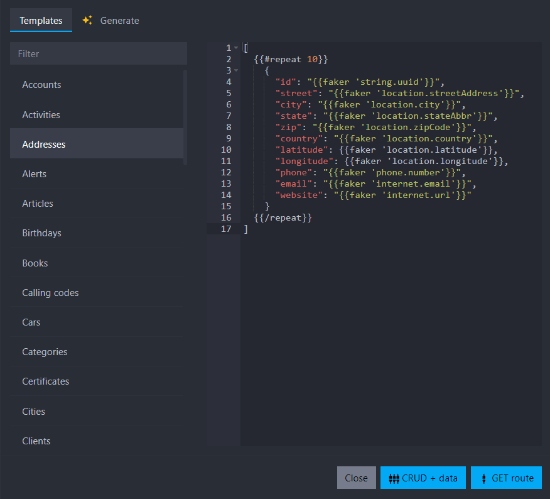 Templates
Generate
Filter
Accounts
Activities
Addresses
Alerts
Articles
Birthdays
Books
Calling codes
Cars
Categories
Certificates
Cities
Clients
1 [
2 {{#repeat 10}}
3 {
4 "id": "{{faker 'string.uuid'}}",
5 "street": "{{faker 'location.streetAddress'}}",
6 "city": "{{faker 'location.city'}}",
7 "state": "{{faker 'location.stateAbbr'}}",
8 "zip": "{{faker 'location.zipCode'}}",
9 "country": "{{faker 'location.country'}}",
10 "latitude": {{faker 'location.latitude'}},
11 "longitude": {{faker 'location.longitude'}},
12 "phone": "{{faker 'phone.number'}}",
13 "email": "{{faker 'internet.email'}}",
14 "website": "{{faker 'internet.url'}}"
15 }
16 {{/repeat}}
17 ]
Close
CRUD + data
GET route